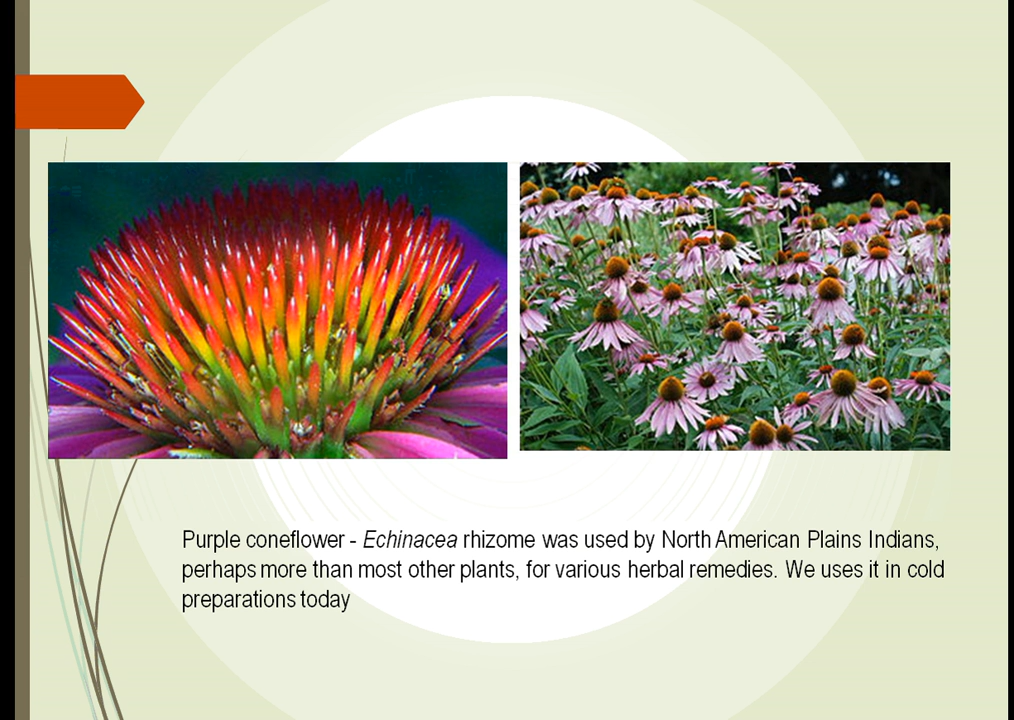 Purple coneflower - Echinacea rhizome was used by North American Plains Indians,
perhaps more than most other plants, for various herbal remedies. We uses it in cold
preparations today